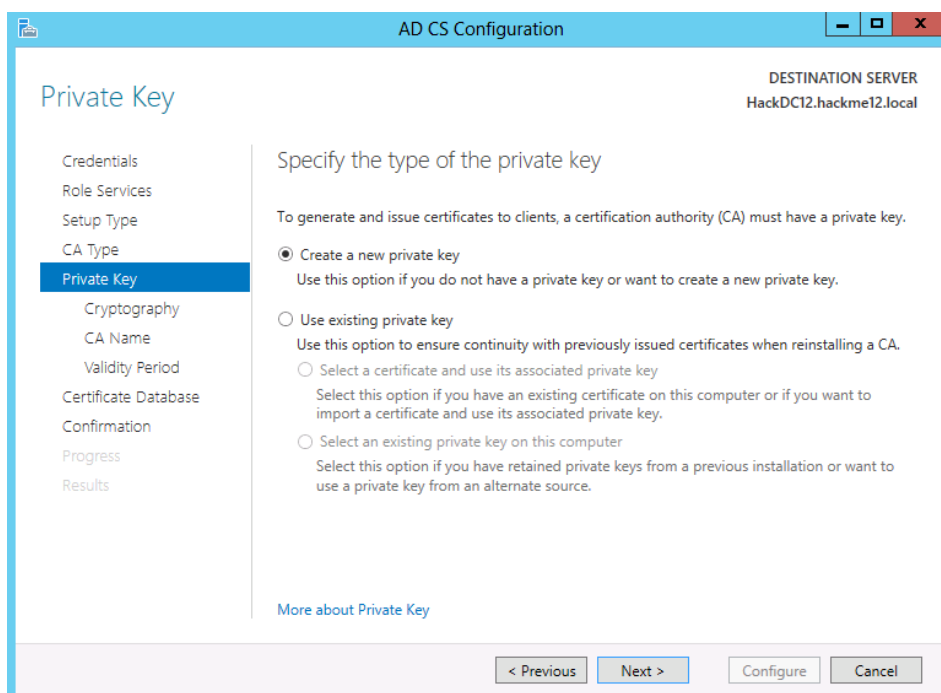 AD CS Configuration
Private Key
DESTINATION SERVER
HackDC12.hackme12.local
Credentials
Role Services
Setup Type
CA Type
Private Key
Cryptography
CA Name
Validity Period
Certificate Database
Confirmation
Progress
Results
Specify the type of the private key
To generate and issue certificates to clients, a certification authority (CA) must have a private key.
Create a new private key
Use this option if you do not have a private key or want to create a new private key.
Use existing private key
Use this option to ensure continuity with previously issued certificates when reinstalling a CA.
Select a certificate and use its associated private key
Select this option if you have an existing certificate on this computer or if you want to
import a certificate and use its associated private key.
Select an existing private key on this computer
Select this option if you have retained private keys from a previous installation or want to
use a private key from an alternate source.
More about Private Key
< Previous
Next >
Configure
Cancel